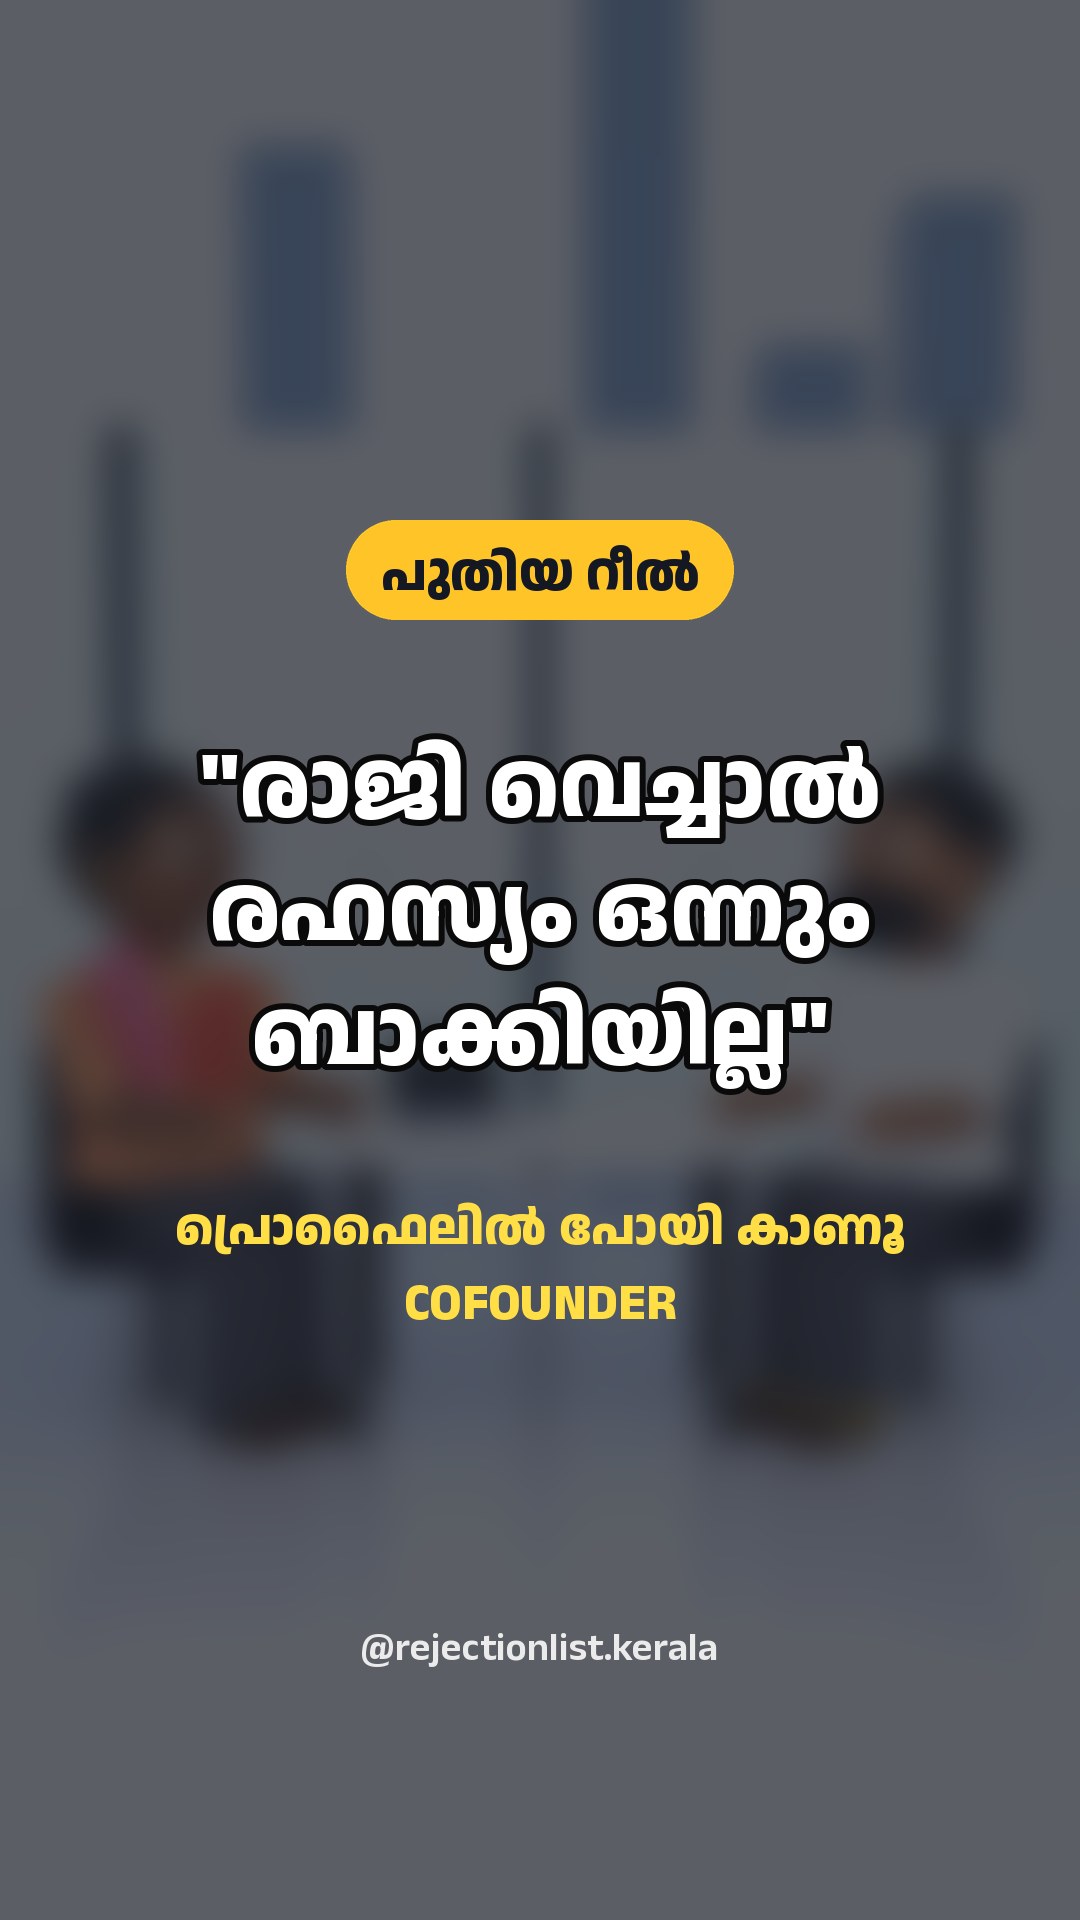 പുതിയ റീൽ
"രാജി വെച്ചാൽ
രഹസ്യം ഒന്നും
ബാക്കിയില്ല"
പ്രൊഫൈലിൽ പോയി കാണൂ
COFOUNDER
@rejectionlist.kerala